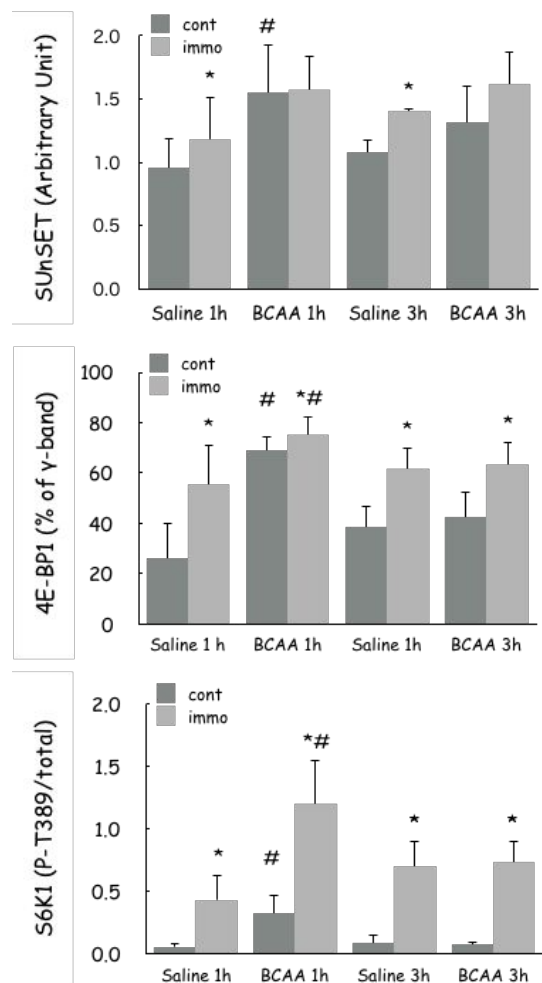 SUnSET (Arbitrary Unit)
cont
immo
2.0
1.5
1.0
0.5
0.0
*
#
*
Saline 1h BCAA 1h Saline 3h BCAA 3h
4E-BP1 (% of γ-band)
cont
immo
100
80
60
40
20
0
*
#
*#
*
*
Saline 1 h BCAA 1h Saline 1h BCAA 3h
S6K1 (P-T389/total)
cont
immo
2.0
1.5
1.0
0.5
0.0
*
#
*#
*
*
Saline 1h BCAA 1h Saline 3h BCAA 3h